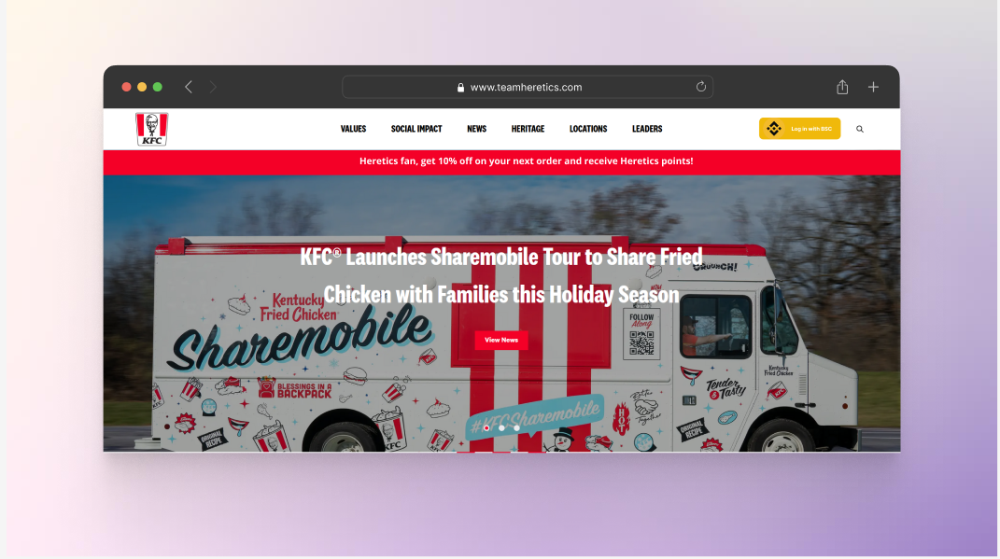 www.teamheretics.com
KFC
VALUES
SOCIAL IMPACT
NEWS
HERITAGE
LOCATIONS
LEADERS
Log in with BSC
Heretics fan, get 10% off on your next order and receive Heretics points!
KFC® Launches Sharemobile Tour to Share Fried
Chicken with Families this Holiday Season
View News
CRUUNCH!
Kentucky
Fried Chicken
Sharemobile
FOLLOW
Along
BLESSINGS IN A
BACKPACK
Kentucky
Fried Chicken
Tender
& Tasty
Better
Together
HOT
#KFCSharemobile
ORIGINAL
RECIPE
KFC
ORIGINAL
RECIPE